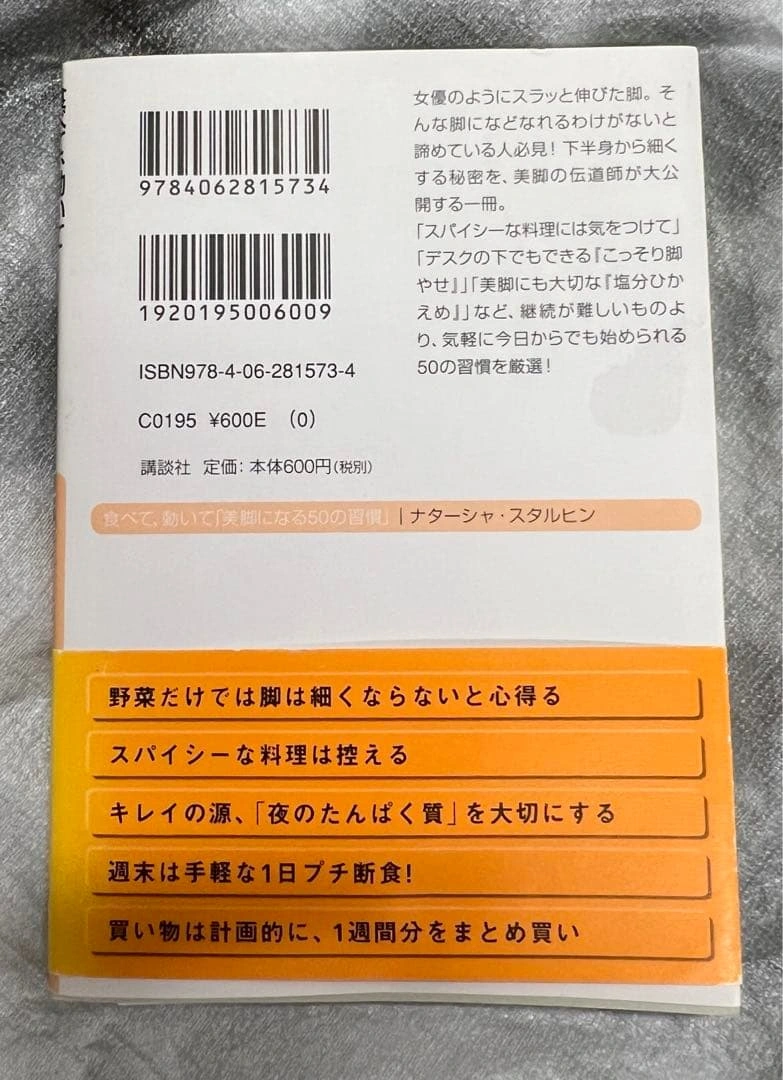 9784062815734
1920195006009
ISBN978-4-06-281573-4
C0195 ¥600E (0)
講談社 定価：本体600円(税別)
女優のようにスラッと伸びた脚。そ
んな脚になどなれるわけがないと
諦めている人必見！下半身から細く
する秘密を、美脚の伝道師が大公
開する一冊。
「スパイシーな料理には気をつけて」
「デスクの下でもできる『こっそり脚
やせ』」「美脚にも大切な『塩分ひか
えめ』」など、継続が難しいものよ
り、気軽に今日からでも始められる
50の習慣を厳選！
食べて、動いて「美脚になる50の習慣」|ナターシャ・スタルヒン
野菜だけでは脚は細くならないと心得る
スパイシーな料理は控える
キレイの源、「夜のたんぱく質」を大切にする
週末は手軽な1日プチ断食！
買い物は計画的に、1週間分をまとめ買い